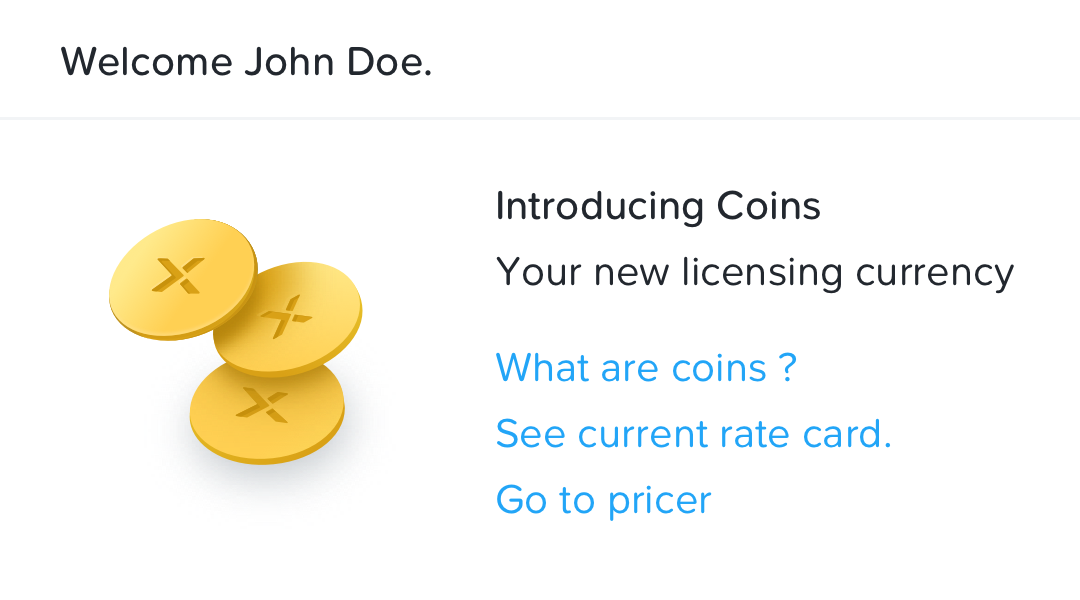 Welcome John Doe.
Introducing Coins
Your new licensing currency
What are coins ?
See current rate card.
Go to pricer